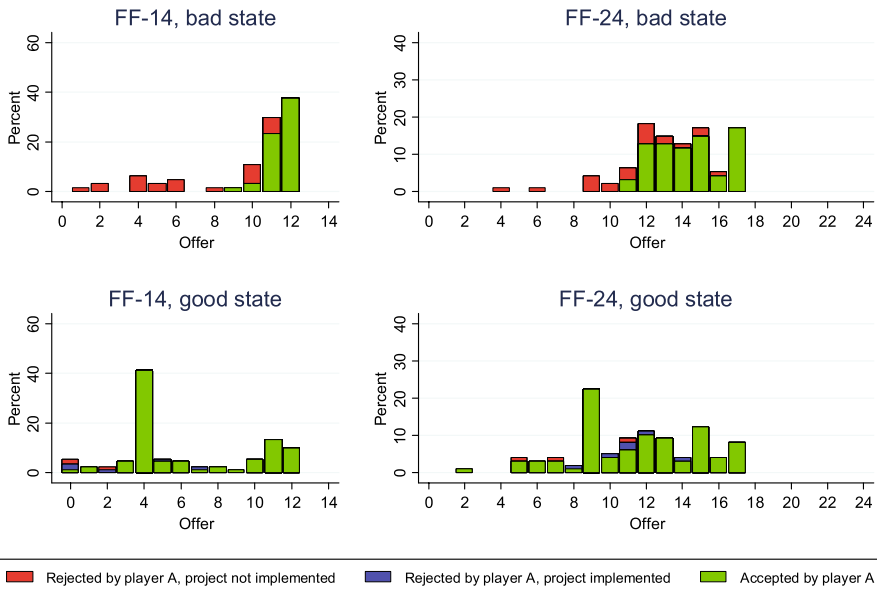 FF-14, bad state
Percent
60
40
20
0
0 2 4 6 8 10 12 14
Offer
FF-24, bad state
Percent
40
30
20
10
0
0 2 4 6 8 10 12 14 16 18 20 22 24
Offer
FF-14, good state
Percent
60
40
20
0
0 2 4 6 8 10 12 14
Offer
FF-24, good state
Percent
40
30
20
10
0
0 2 4 6 8 10 12 14 16 18 20 22 24
Offer
Rejected by player A, project not implemented Rejected by player A, project implemented Accepted by player A